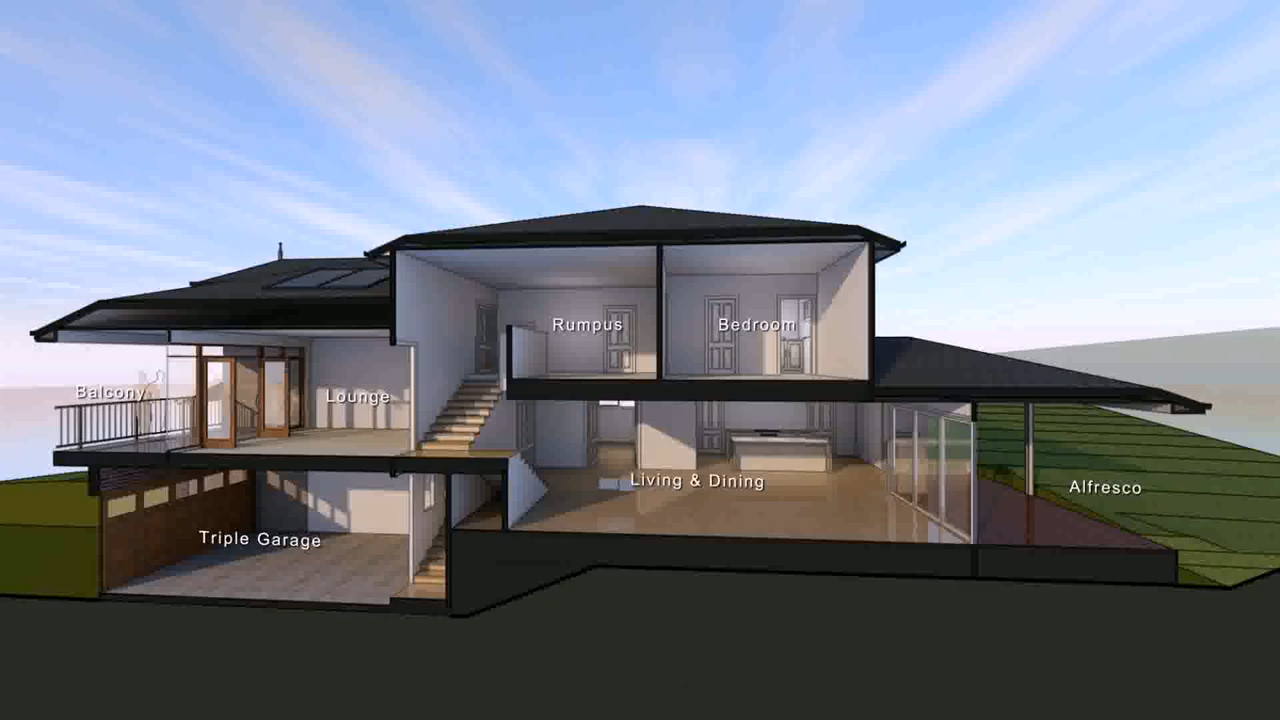 Rumpus
Bedroom
Balcony
Lounge
Living & Dining
Alfresco
Triple Garage